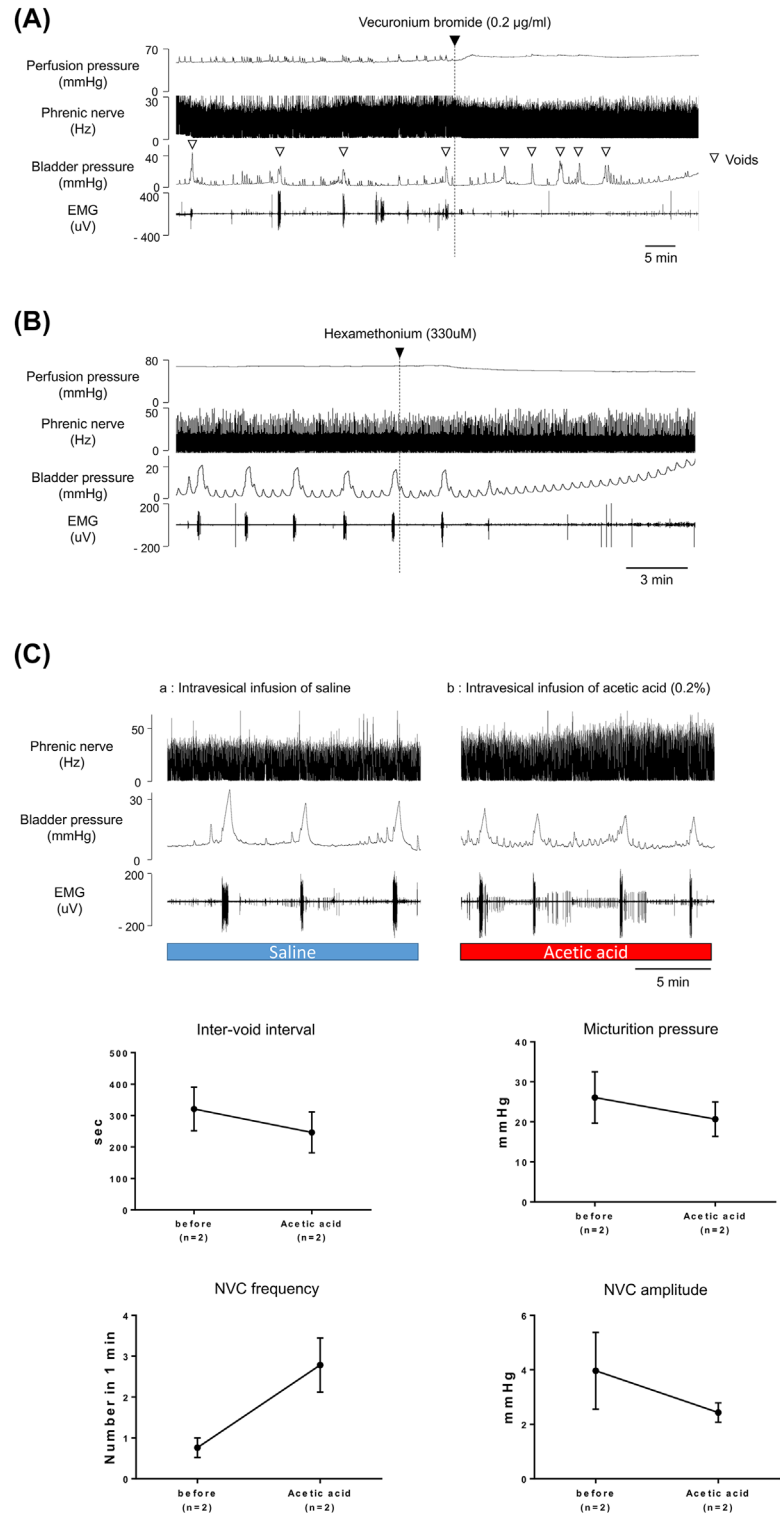 (A)
Vecuronium bromide (0.2 µg/ml)
70
Perfusion pressure
(mmHg)
0
30
Phrenic nerve
(Hz)
0
40
Bladder pressure
(mmHg)
0
Voids
400
EMG
(uV)
- 400
5 min
(B)
Hexamethonium (330uM)
80
Perfusion pressure
(mmHg)
0
50
Phrenic nerve
(Hz)
0
20
Bladder pressure
(mmHg)
0
200
EMG
(uV)
- 200
3 min
(C)
a : Intravesical infusion of saline
b : Intravesical infusion of acetic acid (0.2%)
50
Phrenic nerve
(Hz)
0
30
Bladder pressure
(mmHg)
0
200
EMG
(uV)
- 200
Saline
Acetic acid
5 min
Inter-void interval
500
400
300
200
100
0
sec
before
(n=2)
Acetic acid
(n=2)
Micturition pressure
40
30
20
10
0
mmHg
before
(n=2)
Acetic acid
(n=2)
NVC frequency
4
3
2
1
0
Number in 1 min
before
(n=2)
Acetic acid
(n=2)
NVC amplitude
6
4
2
0
mmHg
before
(n=2)
Acetic acid
(n=2)